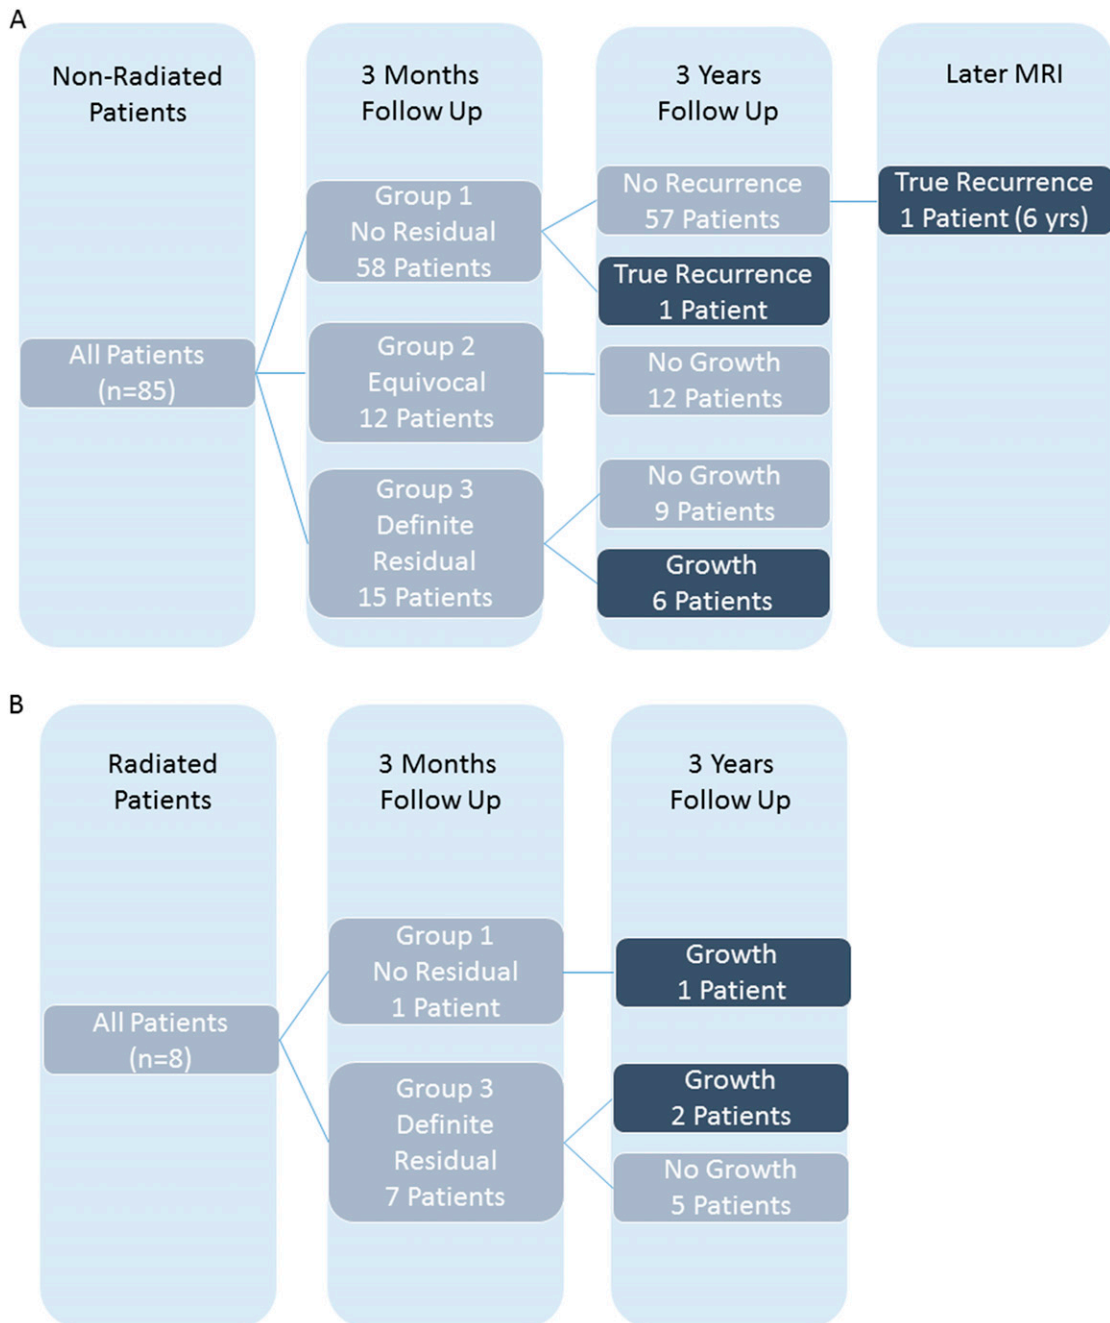 A
Non-Radiated
Patients
All Patients
(n=85)
3 Months
Follow Up
Group 1
No Residual
58 Patients
Group 2
Equivocal
12 Patients
Group 3
Definite
Residual
15 Patients
3 Years
Follow Up
No Recurrence
57 Patients
True Recurrence
1 Patient
No Growth
12 Patients
No Growth
9 Patients
Growth
6 Patients
Later MRI
True Recurrence
1 Patient (6 yrs)
B
Radiated
Patients
All Patients
(n=8)
3 Months
Follow Up
Group 1
No Residual
1 Patient
Group 3
Definite
Residual
7 Patients
3 Years
Follow Up
Growth
1 Patient
Growth
2 Patients
No Growth
5 Patients